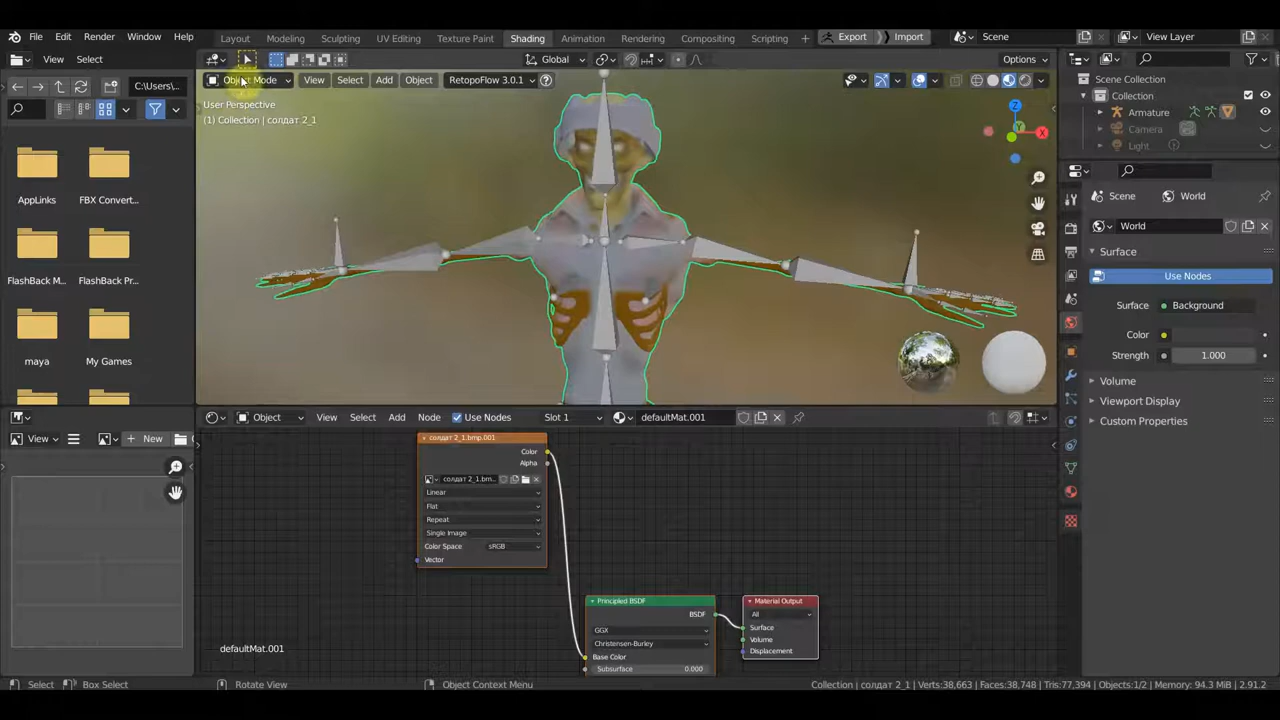 File Edit Render Window Help Layout Modeling Sculpting UV Editing Texture Paint Shading Animation Rendering Compositing Scripting Export Import Scene View Layer
View Select Global Options
C:\Users\... Object Mode View Select Add Object RetopoFlow 3.0.1 Scene Collection
User Perspective Collection
(1) Collection | солдат 2_1 Armature
Camera
Light
AppLinks FBX Convert... Scene World
World
Surface
FlashBack M... FlashBack Pr... Use Nodes
Surface Background
Color
Strength 1.000
maya My Games
Volume
Viewport Display
Custom Properties
Object View Select Add Node Use Nodes Slot 1 defaultMat.001
View New
солдат 2_1.bmp.001
Color
Alpha
солдат 2_1.bm...
Linear
Flat
Repeat
Single Image
Color Space sRGB
Vector
Principled BSDF Material Output
BSDF All
GGX Surface
Christensen-Burley Volume
Base Color Displacement
Subsurface 0.000
defaultMat.001
Select Box Select Rotate View Object Context Menu Collection | солдат 2_1 | Verts:38,663 | Faces:38,748 | Tris:77,394 | Objects:1/2 | Memory: 94.3 MiB | 2.91.2